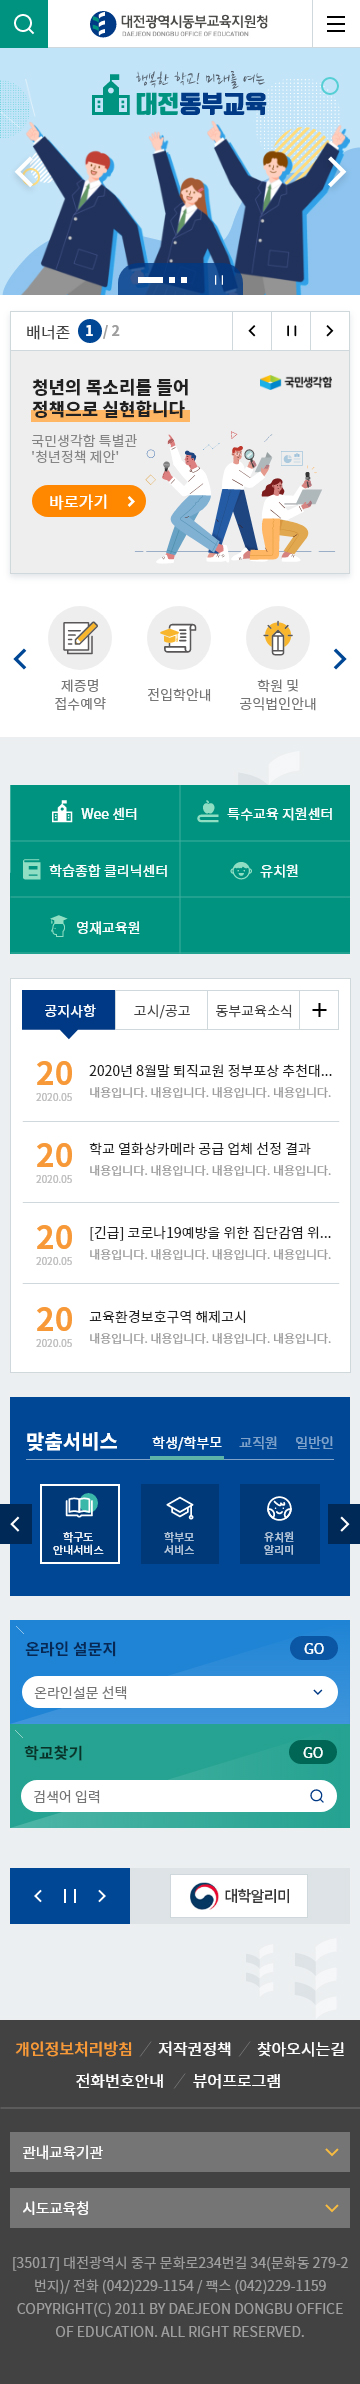 대전광역시동부교육지원청
DAEJEON DONGBU OFFICE OF EDUCATION
행복한 학교! 미래를 여는
대전동부교육
배너존 1 / 2
청년의 목소리를 들어
정책으로 실현합니다
국민생각함
국민생각함 특별관
'청년정책 제안'
바로가기
제증명
접수예약
전입학안내
학원 및
공익법인안내
Wee 센터
특수교육 지원센터
학습종합 클리닉센터
유치원
영재교육원
공지사항
고시/공고
동부교육소식
20
2020.05
2020년 8월말 퇴직교원 정부포상 추천대...
내용입니다. 내용입니다. 내용입니다. 내용입니다.
20
2020.05
학교 열화상카메라 공급 업체 선정 결과
내용입니다. 내용입니다. 내용입니다. 내용입니다.
20
2020.05
[긴급] 코로나19예방을 위한 집단감염 위...
내용입니다. 내용입니다. 내용입니다. 내용입니다.
20
2020.05
교육환경보호구역 해제고시
내용입니다. 내용입니다. 내용입니다. 내용입니다.
맞춤서비스
학생/학부모
교직원
일반인
학구도
안내서비스
학부모
서비스
유치원
알리미
온라인 설문지
GO
온라인설문 선택
학교찾기
GO
검색어 입력
대학알리미
개인정보처리방침 / 저작권정책 / 찾아오시는길
전화번호안내 / 뷰어프로그램
관내교육기관
시도교육청
[35017] 대전광역시 중구 문화로234번길 34(문화동 279-2
번지)/ 전화 (042)229-1154 / 팩스 (042)229-1159
COPYRIGHT(C) 2011 BY DAEJEON DONGBU OFFICE
OF EDUCATION. ALL RIGHT RESERVED.